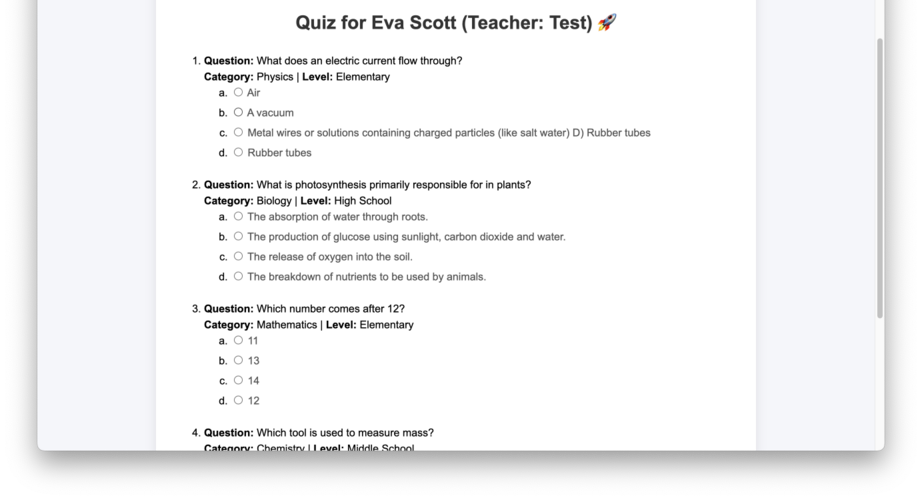 Quiz for Eva Scott (Teacher: Test) 🚀
1. Question: What does an electric current flow through?
Category: Physics | Level: Elementary
a. Air
b. A vacuum
c. Metal wires or solutions containing charged particles (like salt water) D) Rubber tubes
d. Rubber tubes
2. Question: What is photosynthesis primarily responsible for in plants?
Category: Biology | Level: High School
a. The absorption of water through roots.
b. The production of glucose using sunlight, carbon dioxide and water.
c. The release of oxygen into the soil.
d. The breakdown of nutrients to be used by animals.
3. Question: Which number comes after 12?
Category: Mathematics | Level: Elementary
a. 11
b. 13
c. 14
d. 12
4. Question: Which tool is used to measure mass?
Category: Chemistry | Level: Middle School